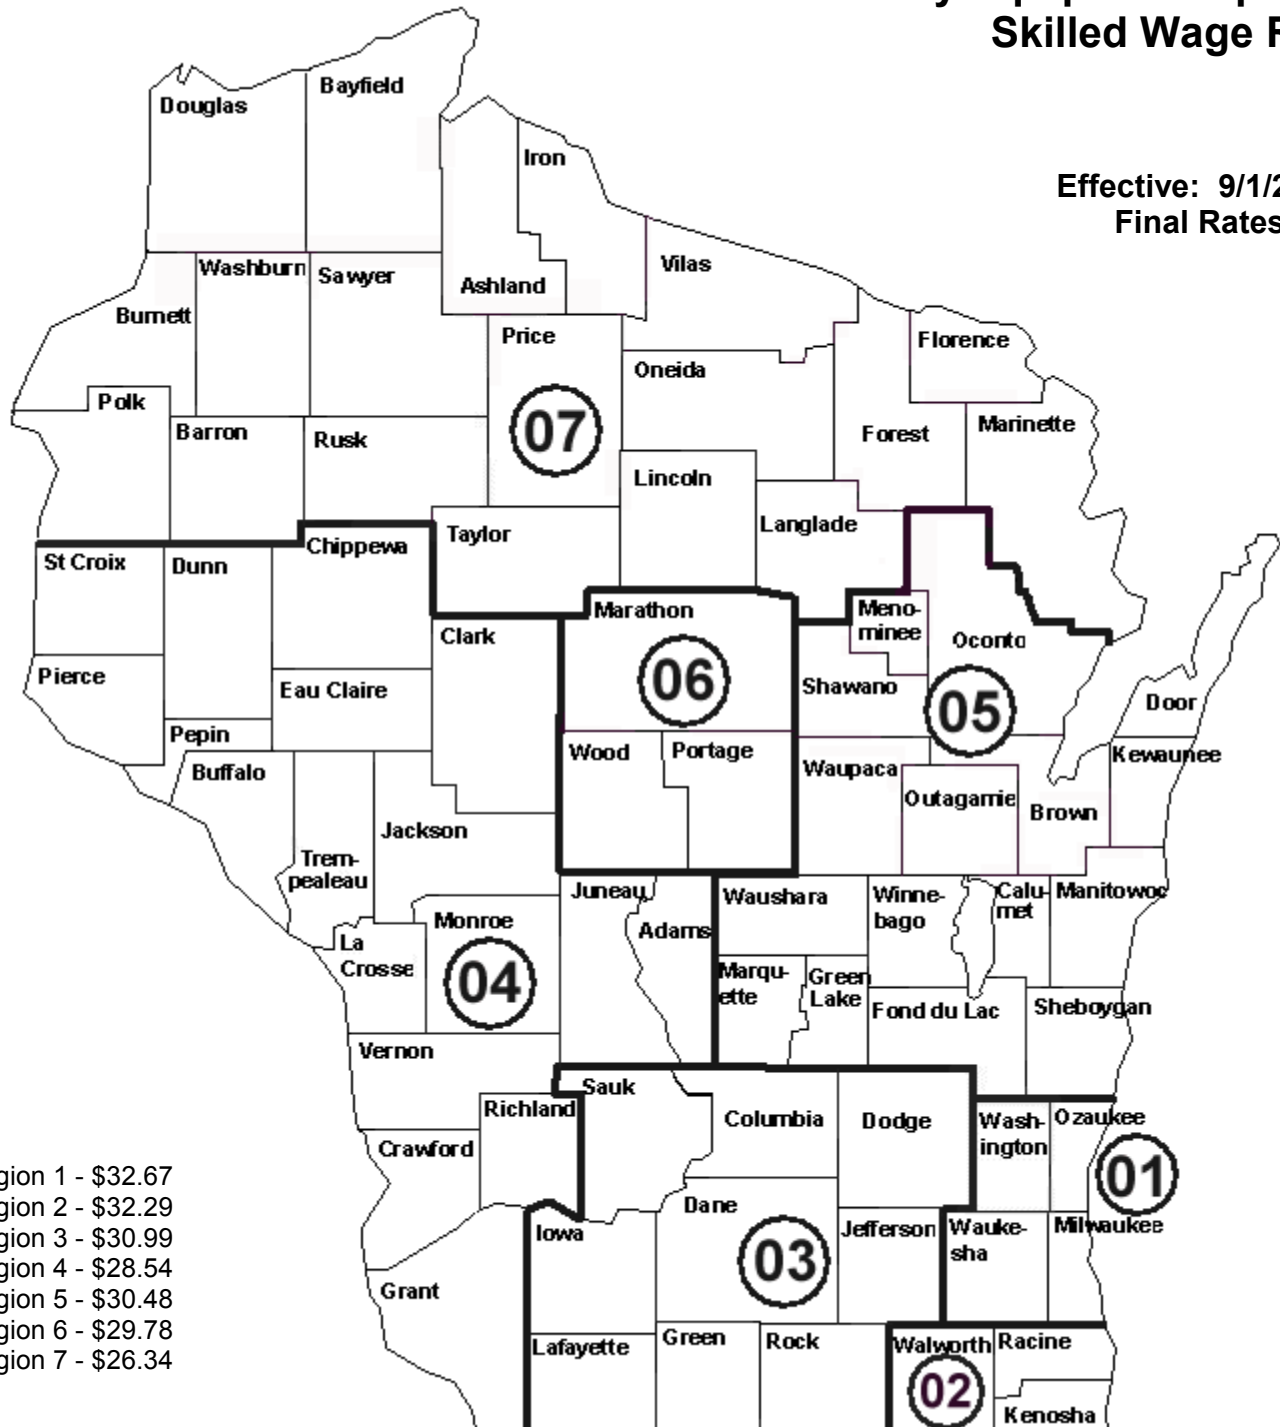 Skilled Wage
Effective: 9/1/2
Final Rates
Bayfield
Douglas
Iron
Vilas
Washburn
Sawyer
Ashland
Burnett
Price
Florence
Oneida
Polk
Barron
Rusk
07
Forest
Marinette
Lincoln
Langlade
Taylor
Chippewa
St Croix
Dunn
Marathon
Meno-
minee
Clark
Oconto
Pierce
Eau Claire
06
Shawano
05
Door
Pepin
Buffalo
Wood
Portage
Waupaca
Kewaunee
Outagamie
Brown
Jackson
Trem-
pealeau
Juneau
Waushara
Winne-
bago
Calu-
met
Manitowoc
Monroe
Adams
La
Crosse
04
Marqu-
ette
Green
Lake
Fond du Lac
Sheboygan
Vernon
Sauk
Richland
Columbia
Dodge
Wash-
ington
Ozaukee
Crawford
01
Dane
Iowa
Jefferson
Wauke-
sha
Milwaukee
03
Grant
Lafayette
Green
Rock
Walworth
Racine
02
Kenosha
gion 1 - $32.67
gion 2 - $32.29
gion 3 - $30.99
gion 4 - $28.54
gion 5 - $30.48
gion 6 - $29.78
gion 7 - $26.34